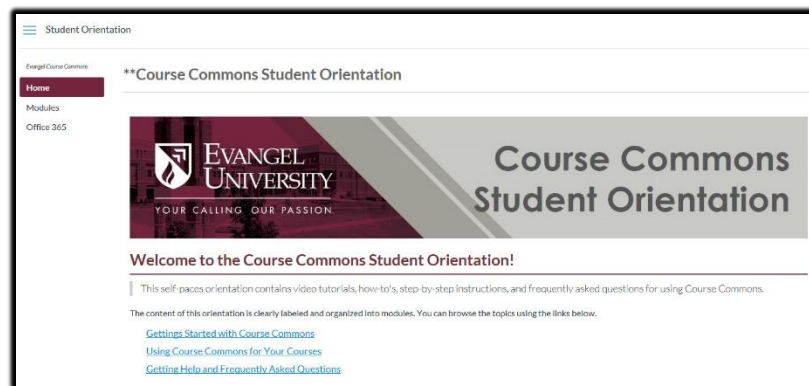 Student Orientation
Evangel Course Commons
**Course Commons Student Orientation
Home
Modules
Office 365
EVANGEL
UNIVERSITY
YOUR CALLING OUR PASSION.
Course Commons
Student Orientation
Welcome to the Course Commons Student Orientation!
This self-paces orientation contains video tutorials, how-to's, step-by-step instructions, and frequently asked questions for using Course Commons.
The content of this orientation is clearly labeled and organized into modules. You can browse the topics using the links below.
Gettings Started with Course Commons
Using Course Commons for Your Courses
Getting Help and Frequently Asked Questions